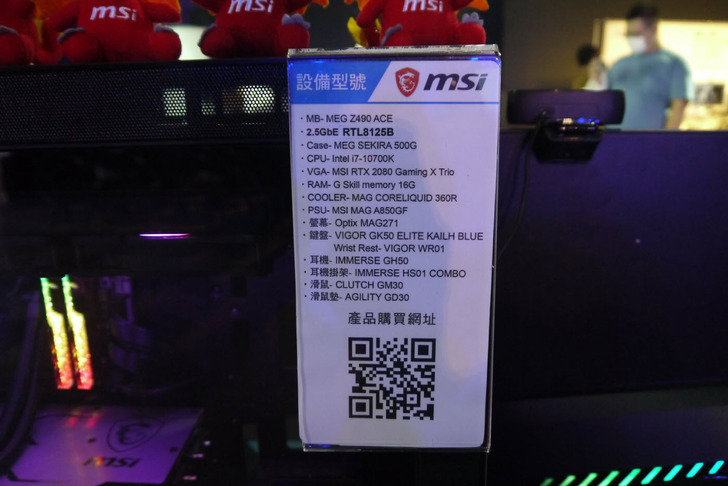 msi
msi
msi
設備型號 msi
· MB- MEG Z490 ACE
· 2.5GbE RTL8125B
· Case- MEG SEKIRA 500G
· CPU- Intel i7-10700K
· VGA- MSI RTX 2080 Gaming X Trio
· RAM- G Skill memory 16G
· COOLER- MAG CORELIQUID 360R
· PSU- MSI MAG A850GF
· 螢幕- Optix MAG271
· 鍵盤- VIGOR GK50 ELITE KAILH BLUE
Wrist Rest- VIGOR WR01
· 耳機- IMMERSE GH50
· 耳機掛架- IMMERSE HS01 COMBO
· 滑鼠- CLUTCH GM30
· 滑鼠墊- AGILITY GD30
產品購買網址
msi